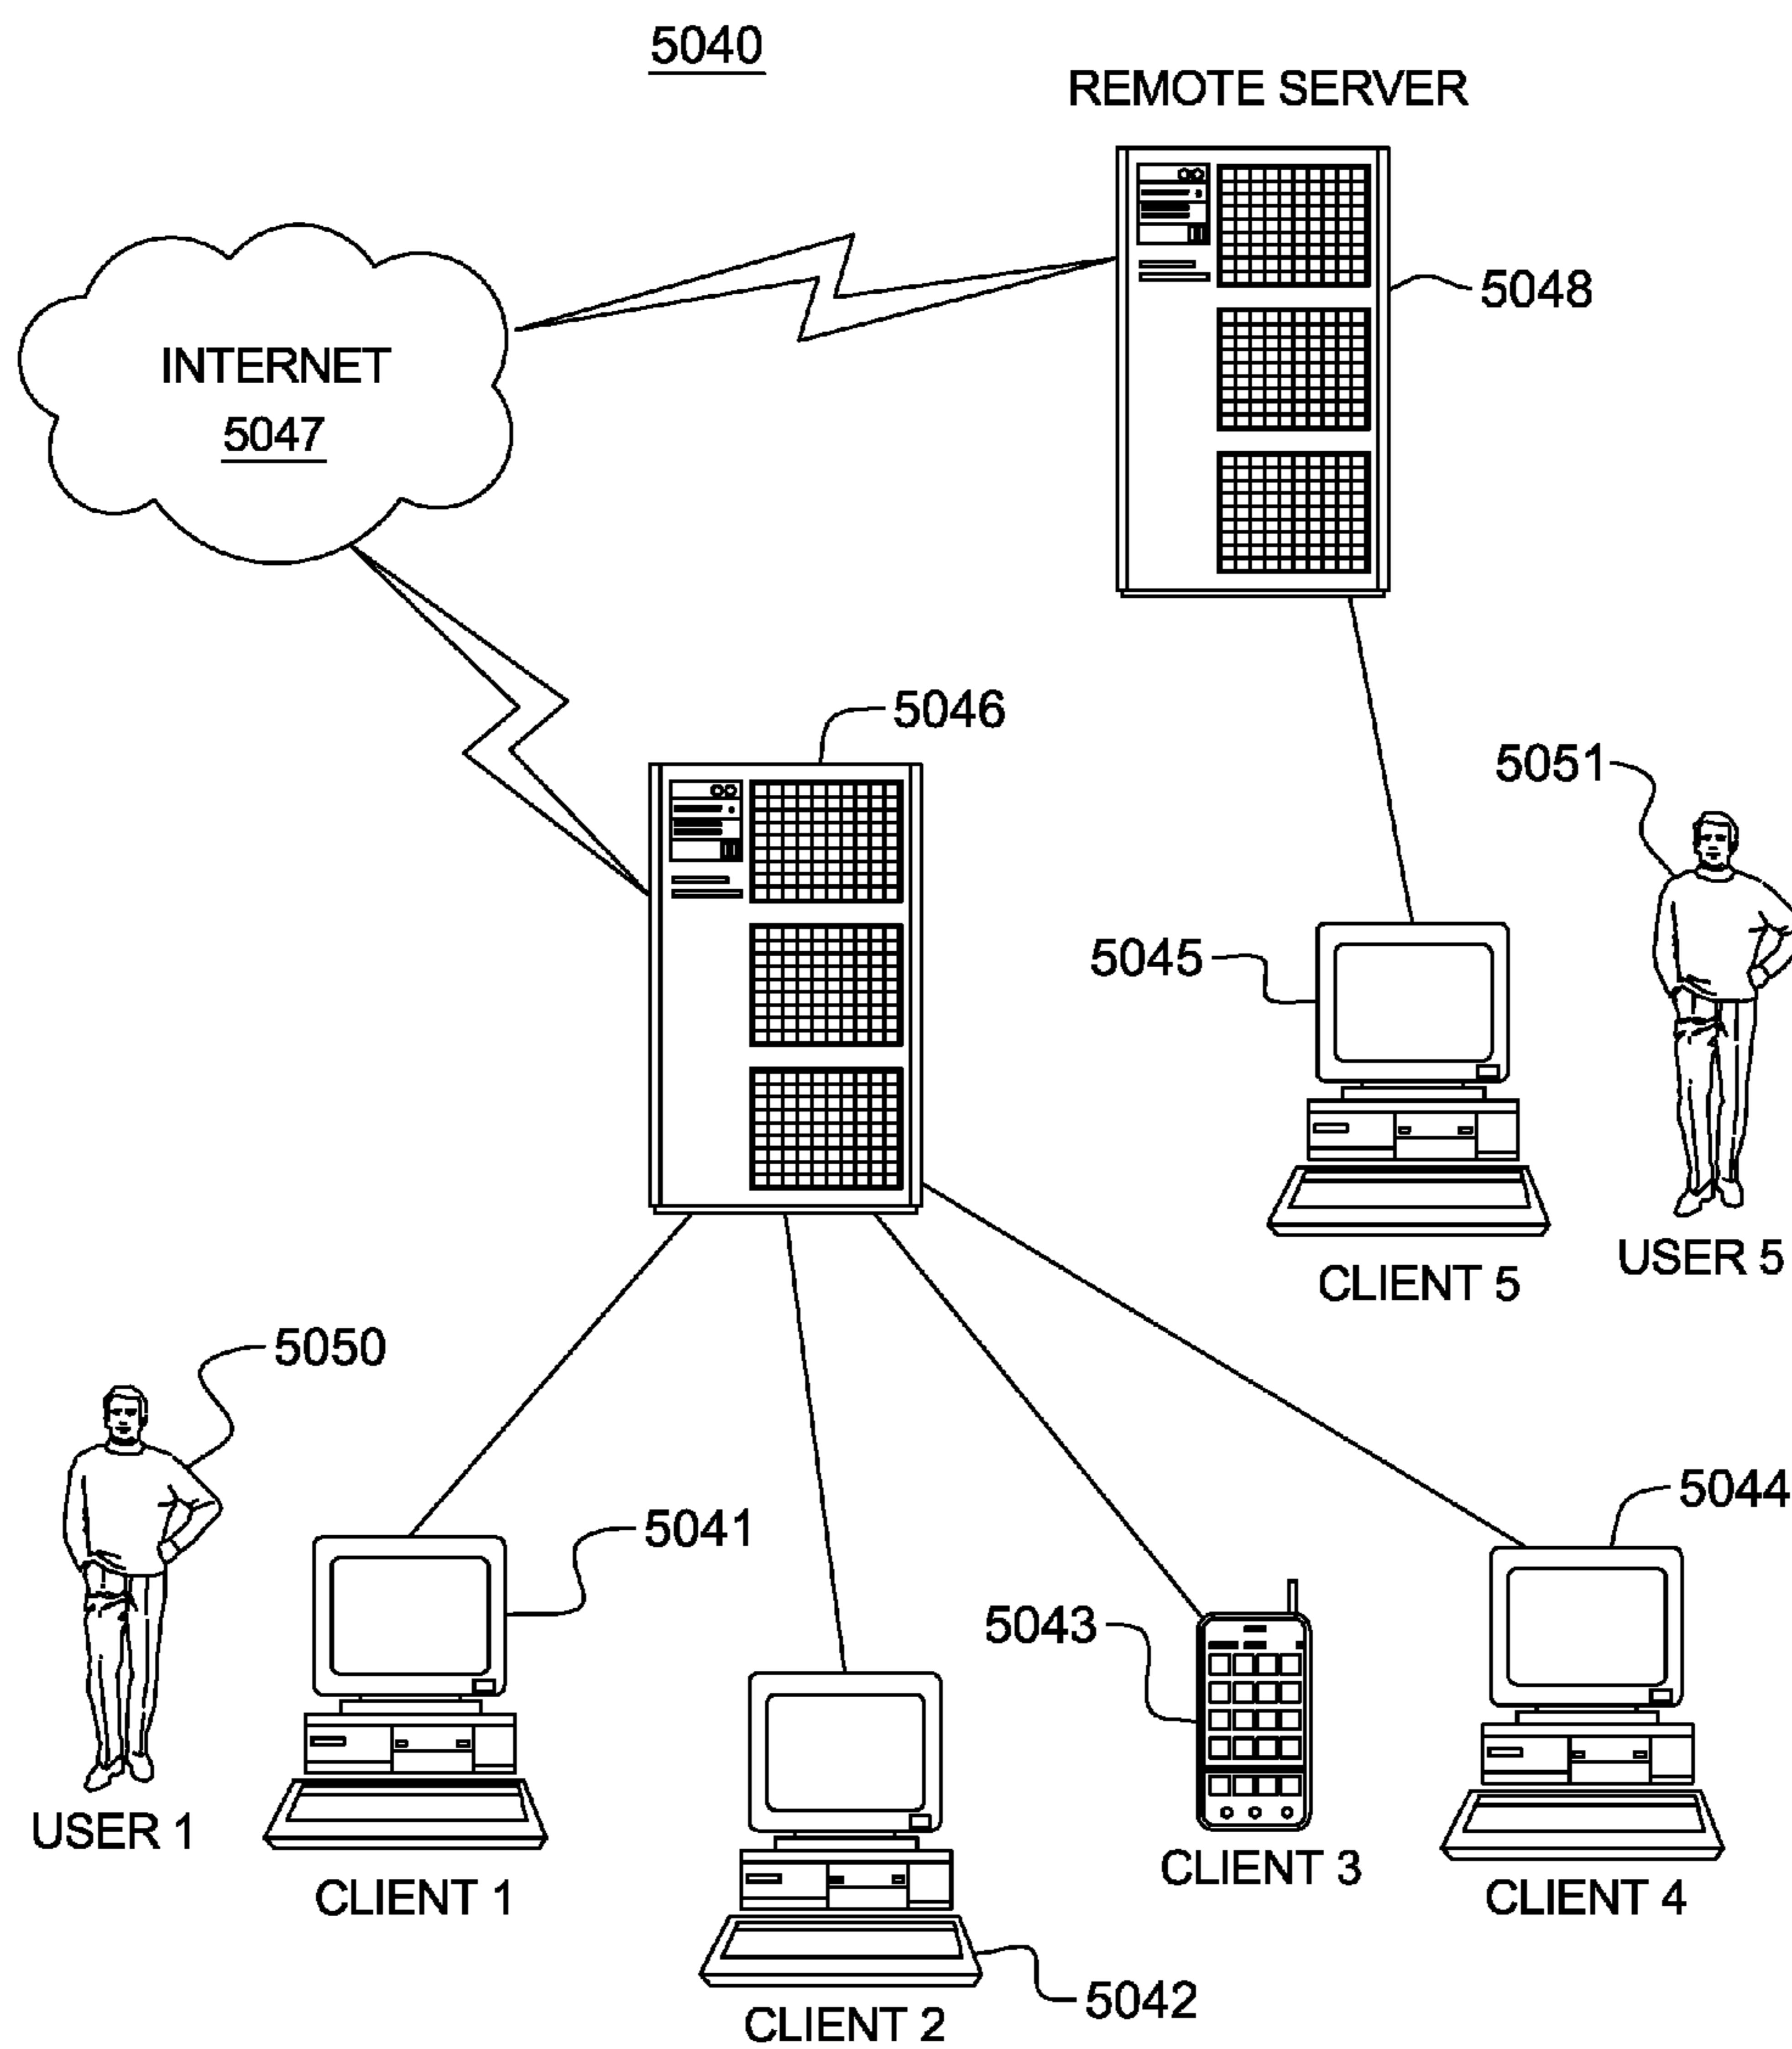 5040
REMOTE SERVER
5048
INTERNET
5047
5046
5051
5045
USER 5
CLIENT 5
5050
5044
5041
5043
USER 1
CLIENT 3
CLIENT 1
CLIENT 4
5042
CLIENT 2